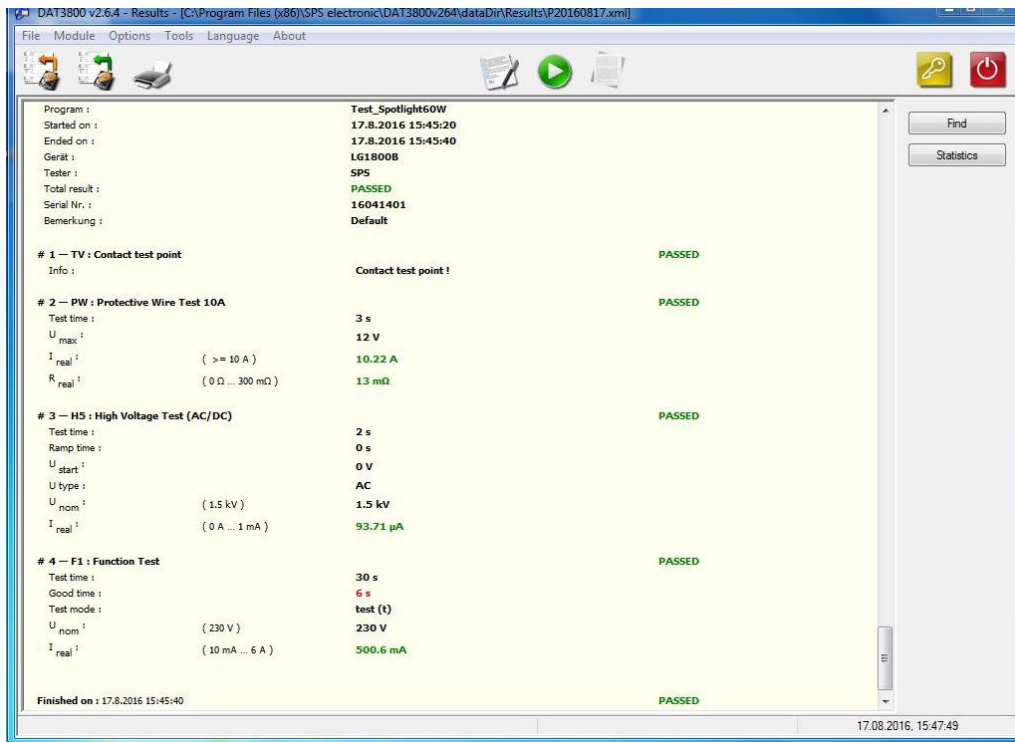 DAT3800 v2.6.4 - Results - [C:\Program Files (x86)\SPS electronic\DAT3800v264\dataDir\Results\P20160817.xml]
File Module Options Tools Language About
Program : Test_Spotlight60W
Find
Started on : 17.8.2016 15:45:20
Ended on : 17.8.2016 15:45:40
Statistics
Gerät : LG1800B
Tester : SPS
Total result : PASSED
Serial Nr. : 16041401
Bemerkung : Default
# 1 — TV : Contact test point PASSED
Info : Contact test point !
# 2 — PW : Protective Wire Test 10A PASSED
Test time : 3 s
U max : 12 V
I real : ( >= 10 A ) 10.22 A
R real : ( 0 Ω ... 300 mΩ ) 13 mΩ
# 3 — H5 : High Voltage Test (AC/DC) PASSED
Test time : 2 s
Ramp time : 0 s
U start : 0 V
U type : AC
U nom : ( 1.5 kV ) 1.5 kV
I real : ( 0 A ... 1 mA ) 93.71 µA
# 4 — F1 : Function Test PASSED
Test time : 30 s
Good time : 6 s
Test mode : test (t)
U nom : ( 230 V ) 230 V
I real : ( 10 mA ... 6 A ) 500.6 mA
Finished on : 17.8.2016 15:45:40 PASSED
17.08.2016, 15:47:49